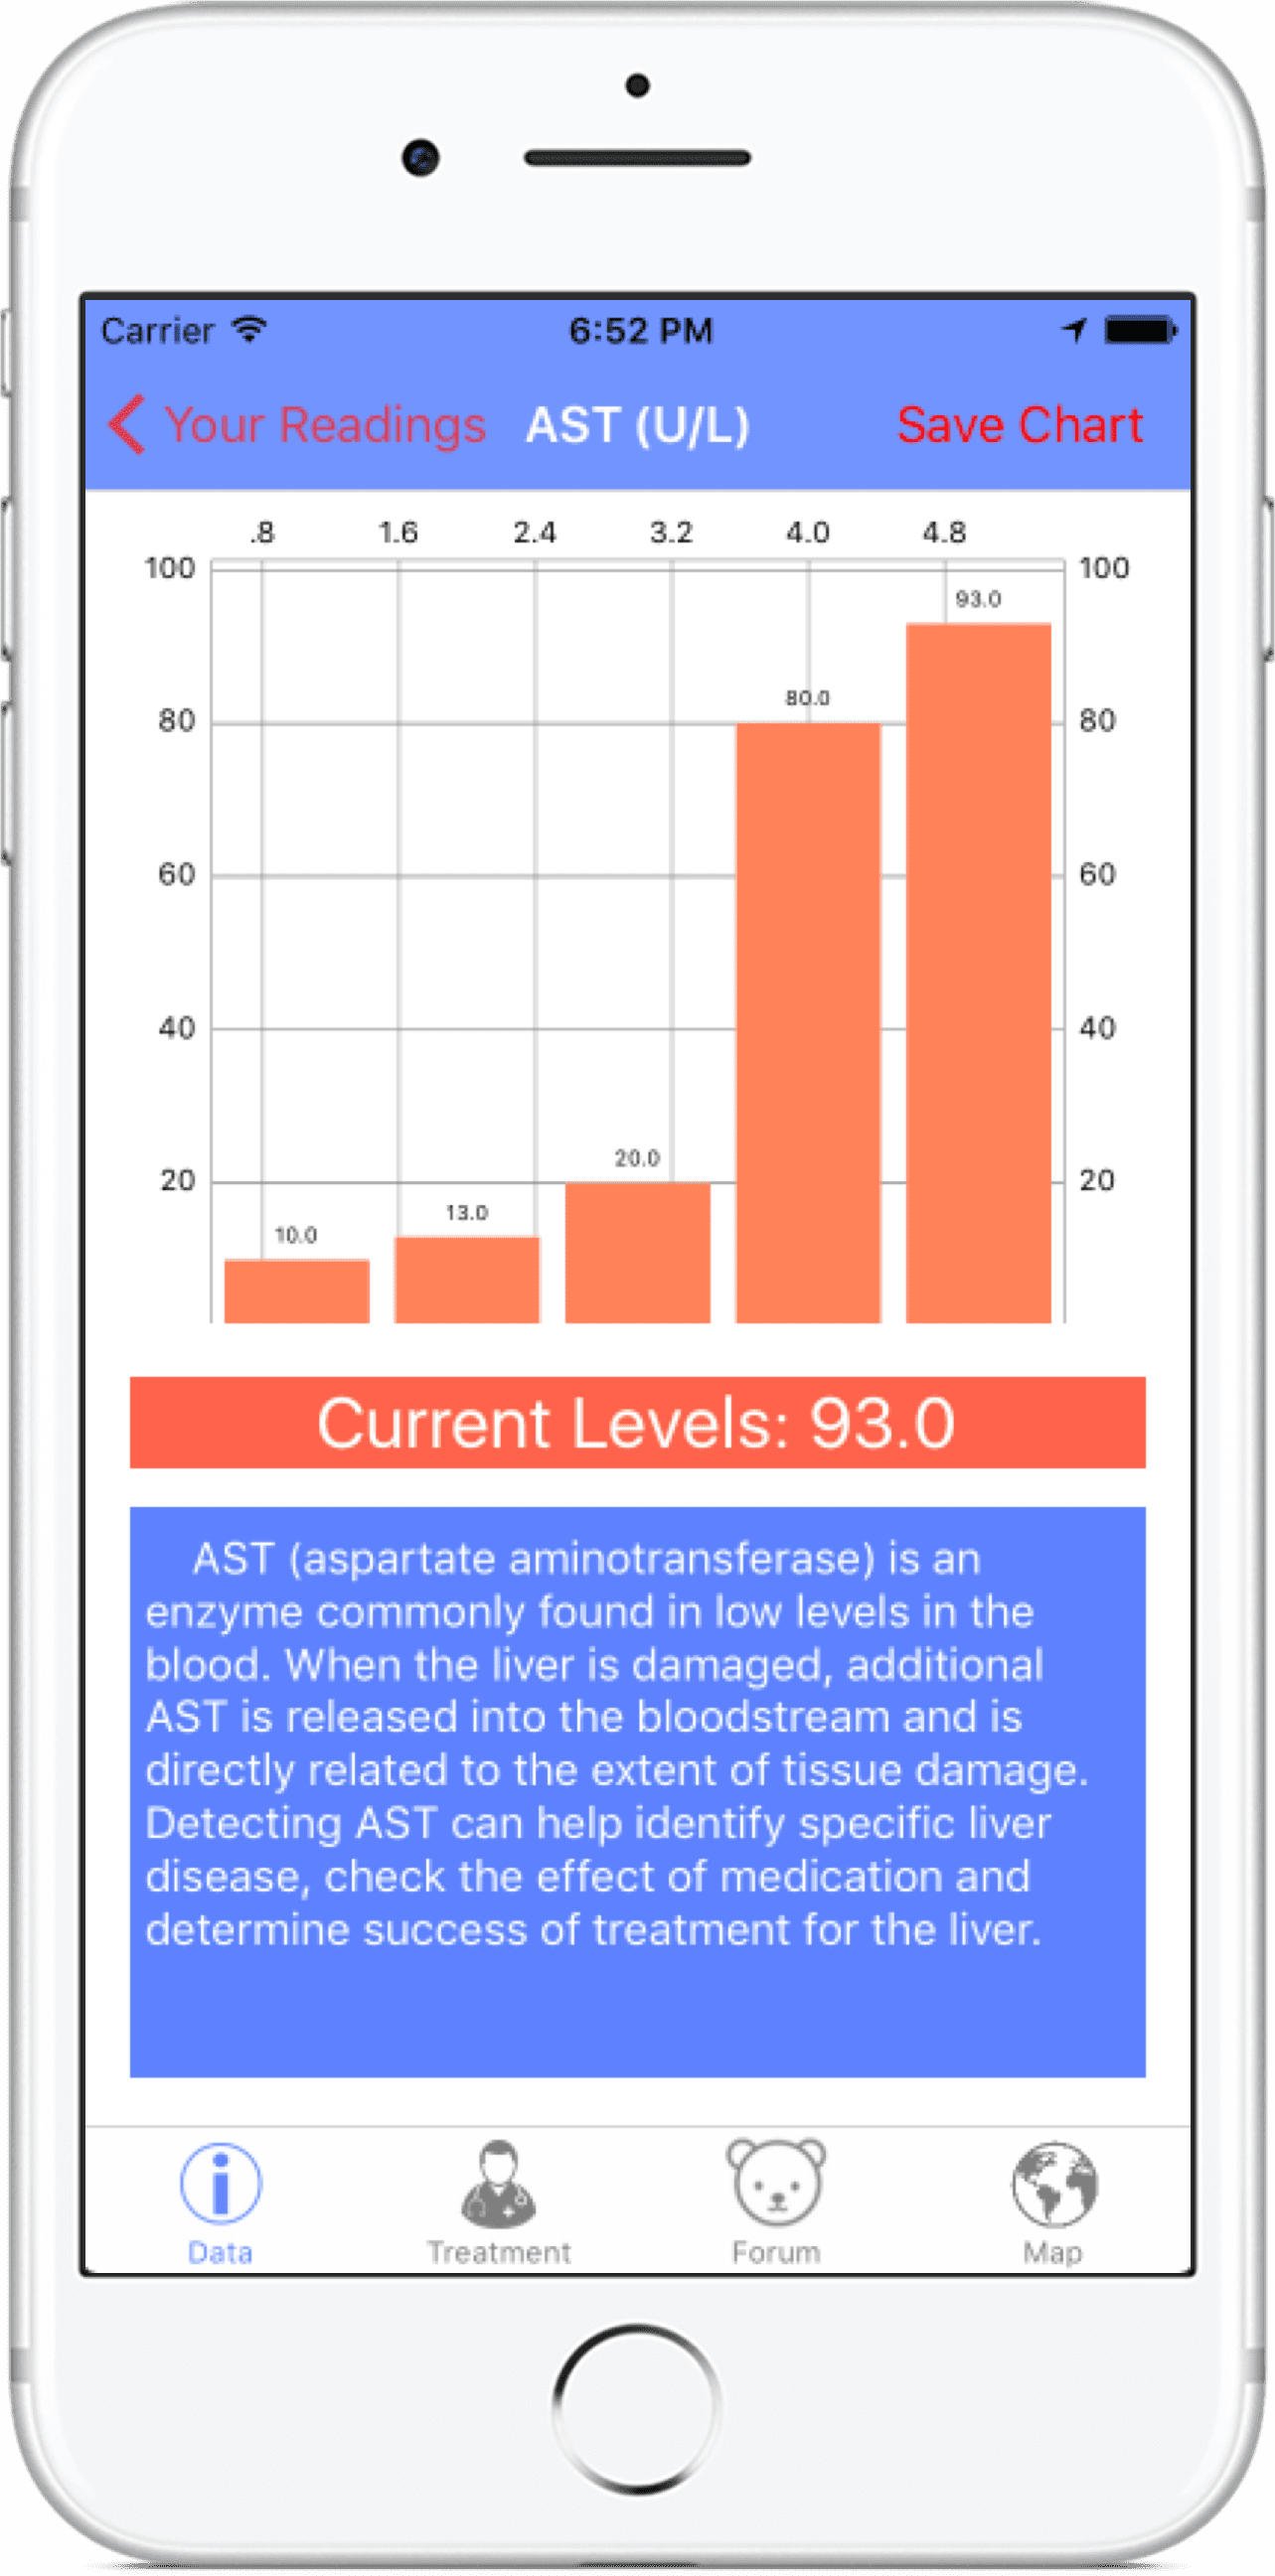 Carrier 6:52 PM
Your Readings AST (U/L) Save Chart
.8 1.6 2.4 3.2 4.0 4.8
100 100
93.0
80.0
80 80
60 60
40 40
20.0
20 20
13.0
10.0
Current Levels: 93.0
AST (aspartate aminotransferase) is an
enzyme commonly found in low levels in the
blood. When the liver is damaged, additional
AST is released into the bloodstream and is
directly related to the extent of tissue damage.
Detecting AST can help identify specific liver
disease, check the effect of medication and
determine success of treatment for the liver.
Data Treatment Forum Map